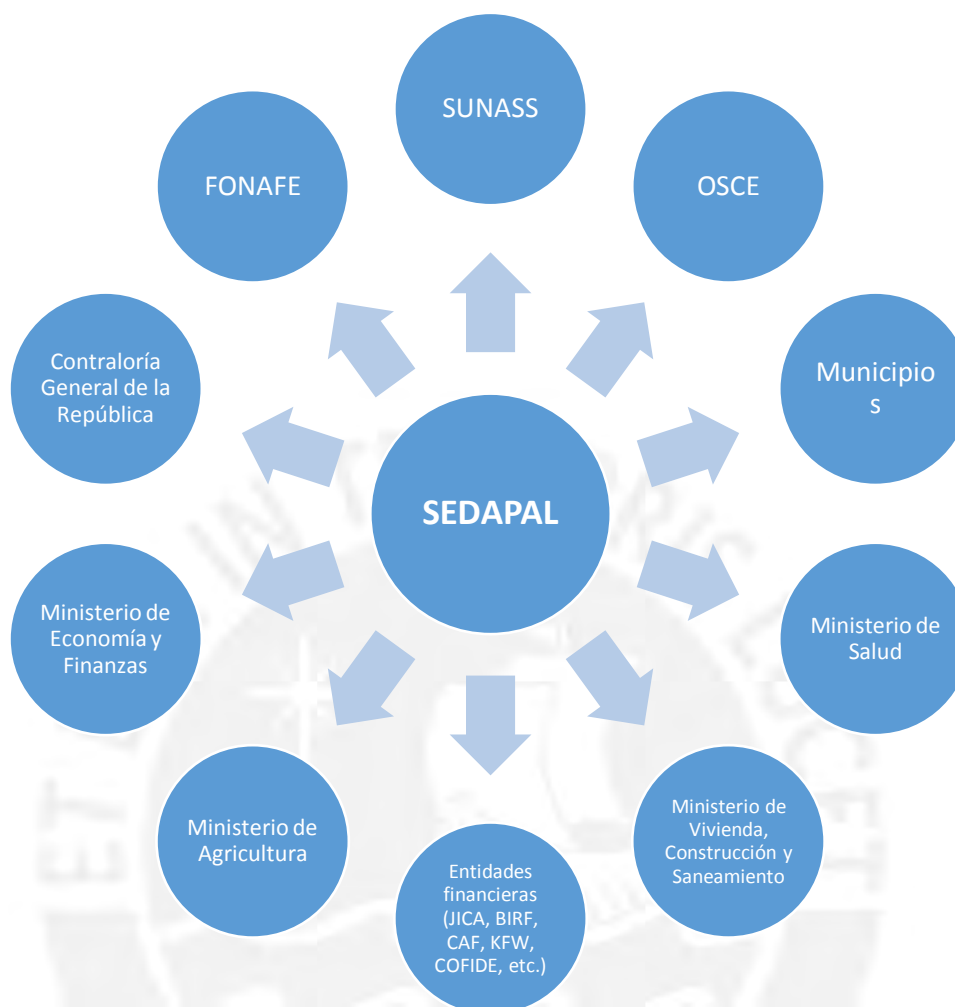 SUNASS
FONAFE
OSCE
Contraloría
General de la
República
Municipio
s
SEDAPAL
Ministerio de
Economía y
Finanzas
Ministerio de
Salud
Ministerio de
Agricultura
Ministerio de
Vivienda,
Construcción y
Saneamiento
Entidades
financieras
(JICA, BIRF,
CAF, KFW,
COFIDE, etc.)